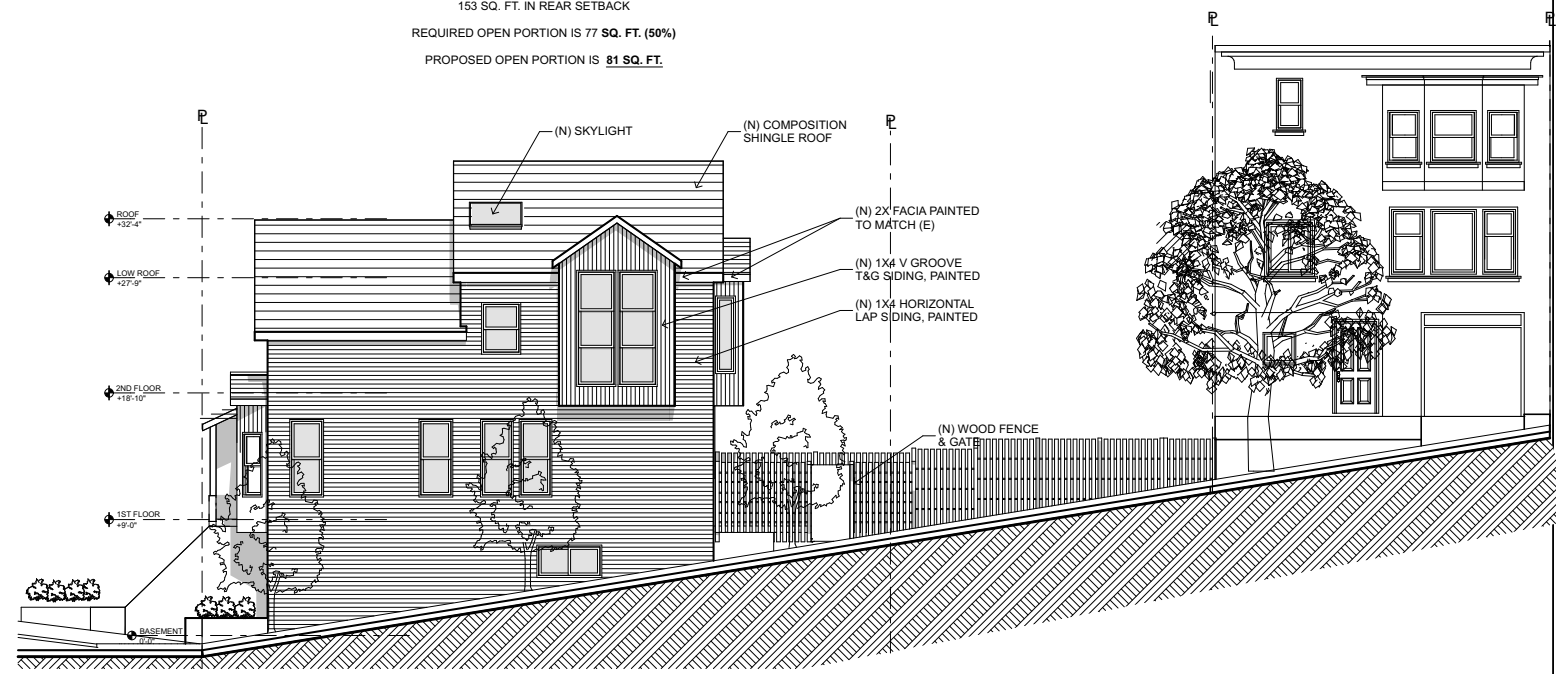 153 SQ. FT. IN REAR SETBACK
REQUIRED OPEN PORTION IS 77 SQ. FT. (50%)
PROPOSED OPEN PORTION IS 81 SQ. FT.
PL
PL
PL
PL
(N) SKYLIGHT
(N) COMPOSITION
SHINGLE ROOF
ROOF
+32'-4"
(N) 2X FACIA PAINTED
TO MATCH (E)
LOW ROOF
+27'-9"
(N) 1X4 V GROOVE
T&G SIDING, PAINTED
(N) 1X4 HORIZONTAL
LAP SIDING, PAINTED
2ND FLOOR
+18'-10"
(N) WOOD FENCE
& GATE
1ST FLOOR
+9'-0"
BASEMENT
0'-0"